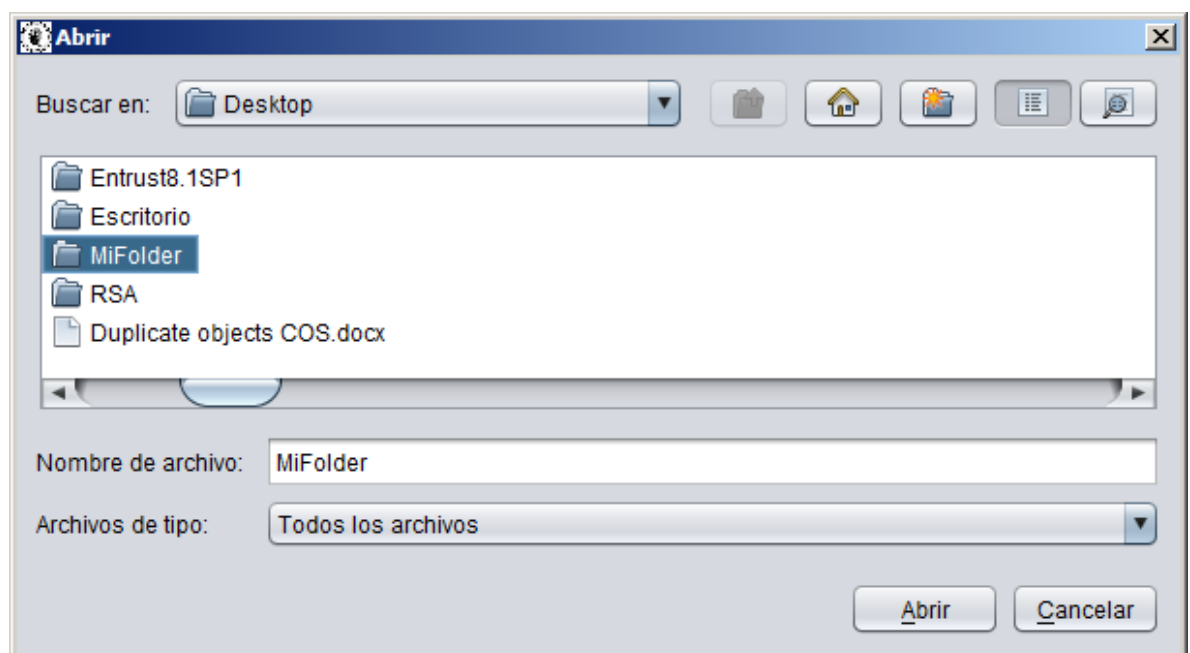 Abrir
Buscar en: Desktop
Entrust8.1SP1
Escritorio
MiFolder
RSA
Duplicate objects COS.docx
Nombre de archivo: MiFolder
Archivos de tipo: Todos los archivos
Abrir Cancelar